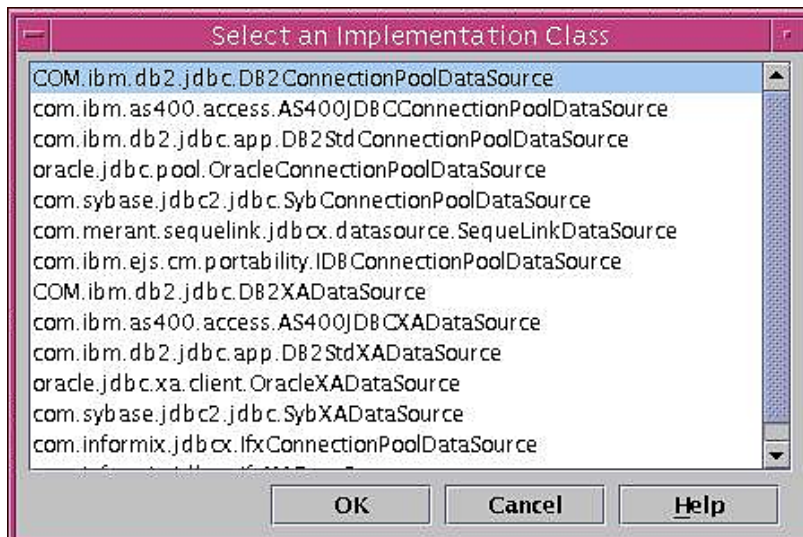 Select an Implementation Class
COM.ibm.db2.jdbc.DB2ConnectionPoolDataSource
com.ibm.as400.access.AS400JDBCConnectionPoolDataSource
com.ibm.db2.jdbc.app.DB2StdConnectionPoolDataSource
oracle.jdbc.pool.OracleConnectionPoolDataSource
com.sybase.jdbc2.jdbc.SybConnectionPoolDataSource
com.merant.sequelink.jdbcx.datasource.SequeLinkDataSource
com.ibm.ejs.cm.portability.IDBConnectionPoolDataSource
COM.ibm.db2.jdbc.DB2XADataSource
com.ibm.as400.access.AS400JDBCXADataSource
com.ibm.db2.jdbc.app.DB2StdXADataSource
oracle.jdbc.xa.client.OracleXADataSource
com.sybase.jdbc2.jdbc.SybXADataSource
com.informix.jdbcx.IfxConnectionPoolDataSource
OK Cancel Help